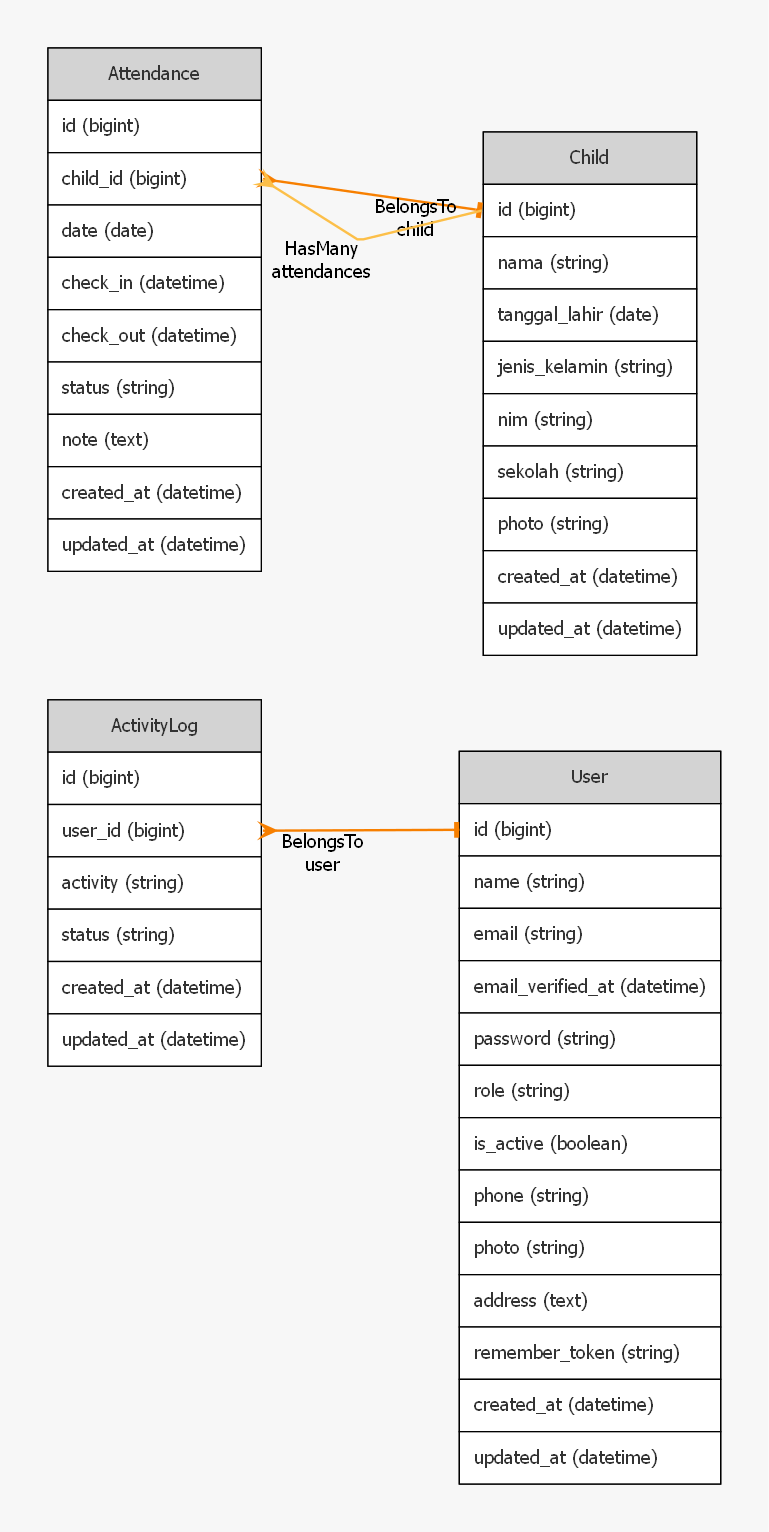 Attendance
id (bigint)
child_id (bigint)
date (date)
check_in (datetime)
check_out (datetime)
status (string)
note (text)
created_at (datetime)
updated_at (datetime)
BelongsTo
child
HasMany
attendances
Child
id (bigint)
nama (string)
tanggal_lahir (date)
jenis_kelamin (string)
nim (string)
sekolah (string)
photo (string)
created_at (datetime)
updated_at (datetime)
ActivityLog
id (bigint)
user_id (bigint)
activity (string)
status (string)
created_at (datetime)
updated_at (datetime)
BelongsTo
user
User
id (bigint)
name (string)
email (string)
email_verified_at (datetime)
password (string)
role (string)
is_active (boolean)
phone (string)
photo (string)
address (text)
remember_token (string)
created_at (datetime)
updated_at (datetime)